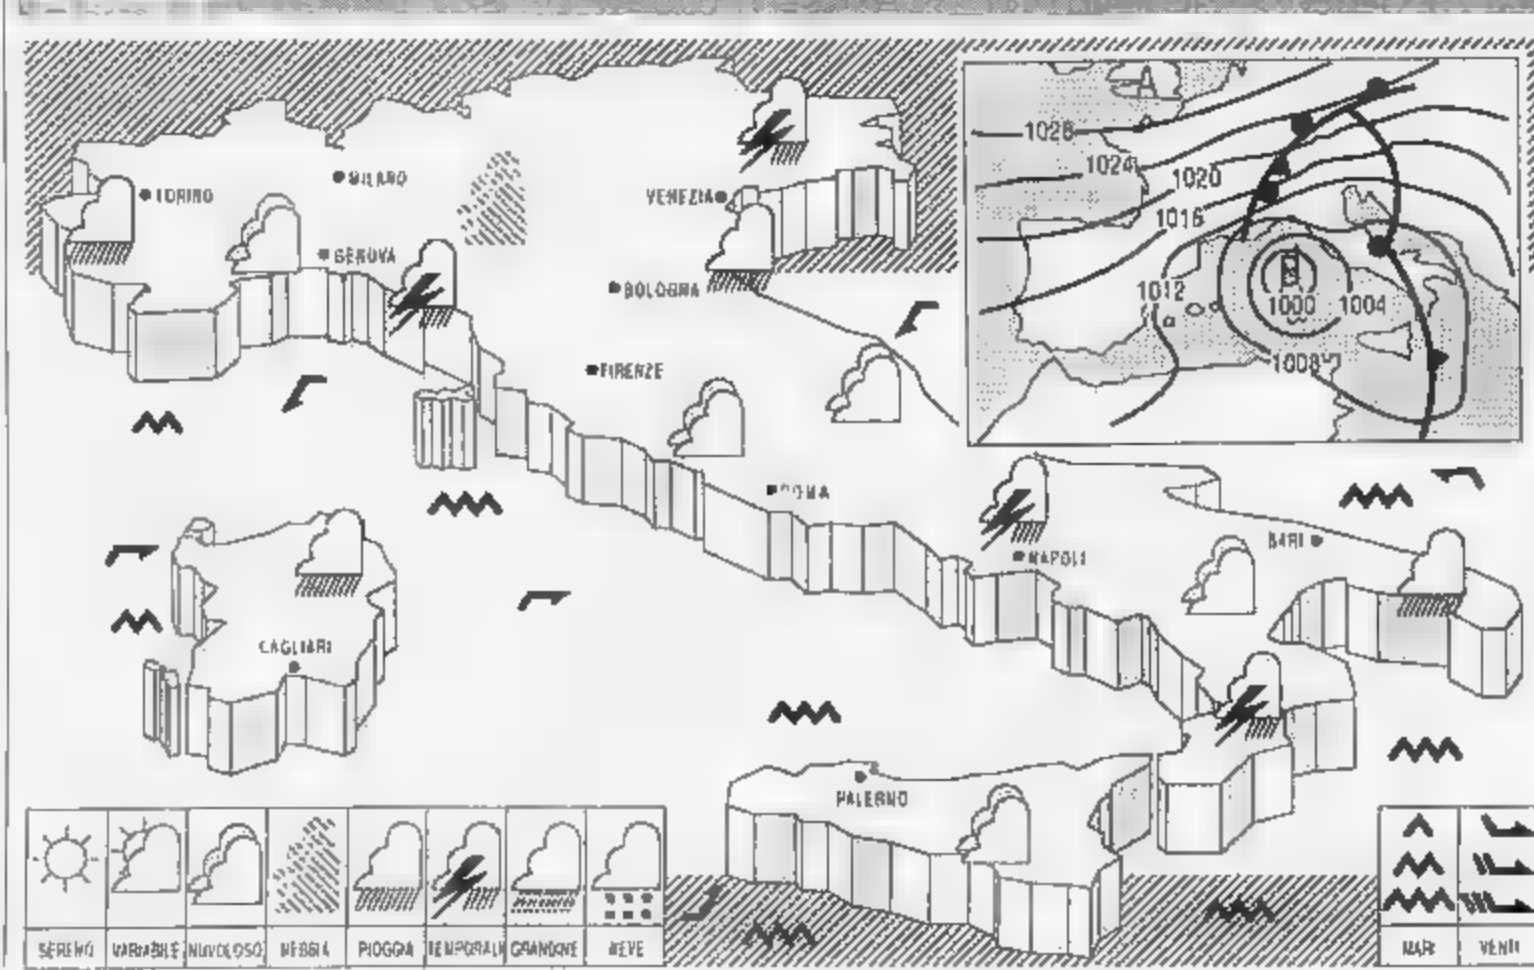 TORINO
MILANO
VENEZIA
GENOVA
BOLOGNA
FIRENZE
ROMA
NAPOLI
BARI
CAGLIARI
PALERMO
A
1028
1024
1020
1016
1012
1000
1004
1008
SERENO VARIABILE NUVOLOSO NEBBIA PIOGGIA TEMPORALI GRANDINE NEVE
MARI VENTI